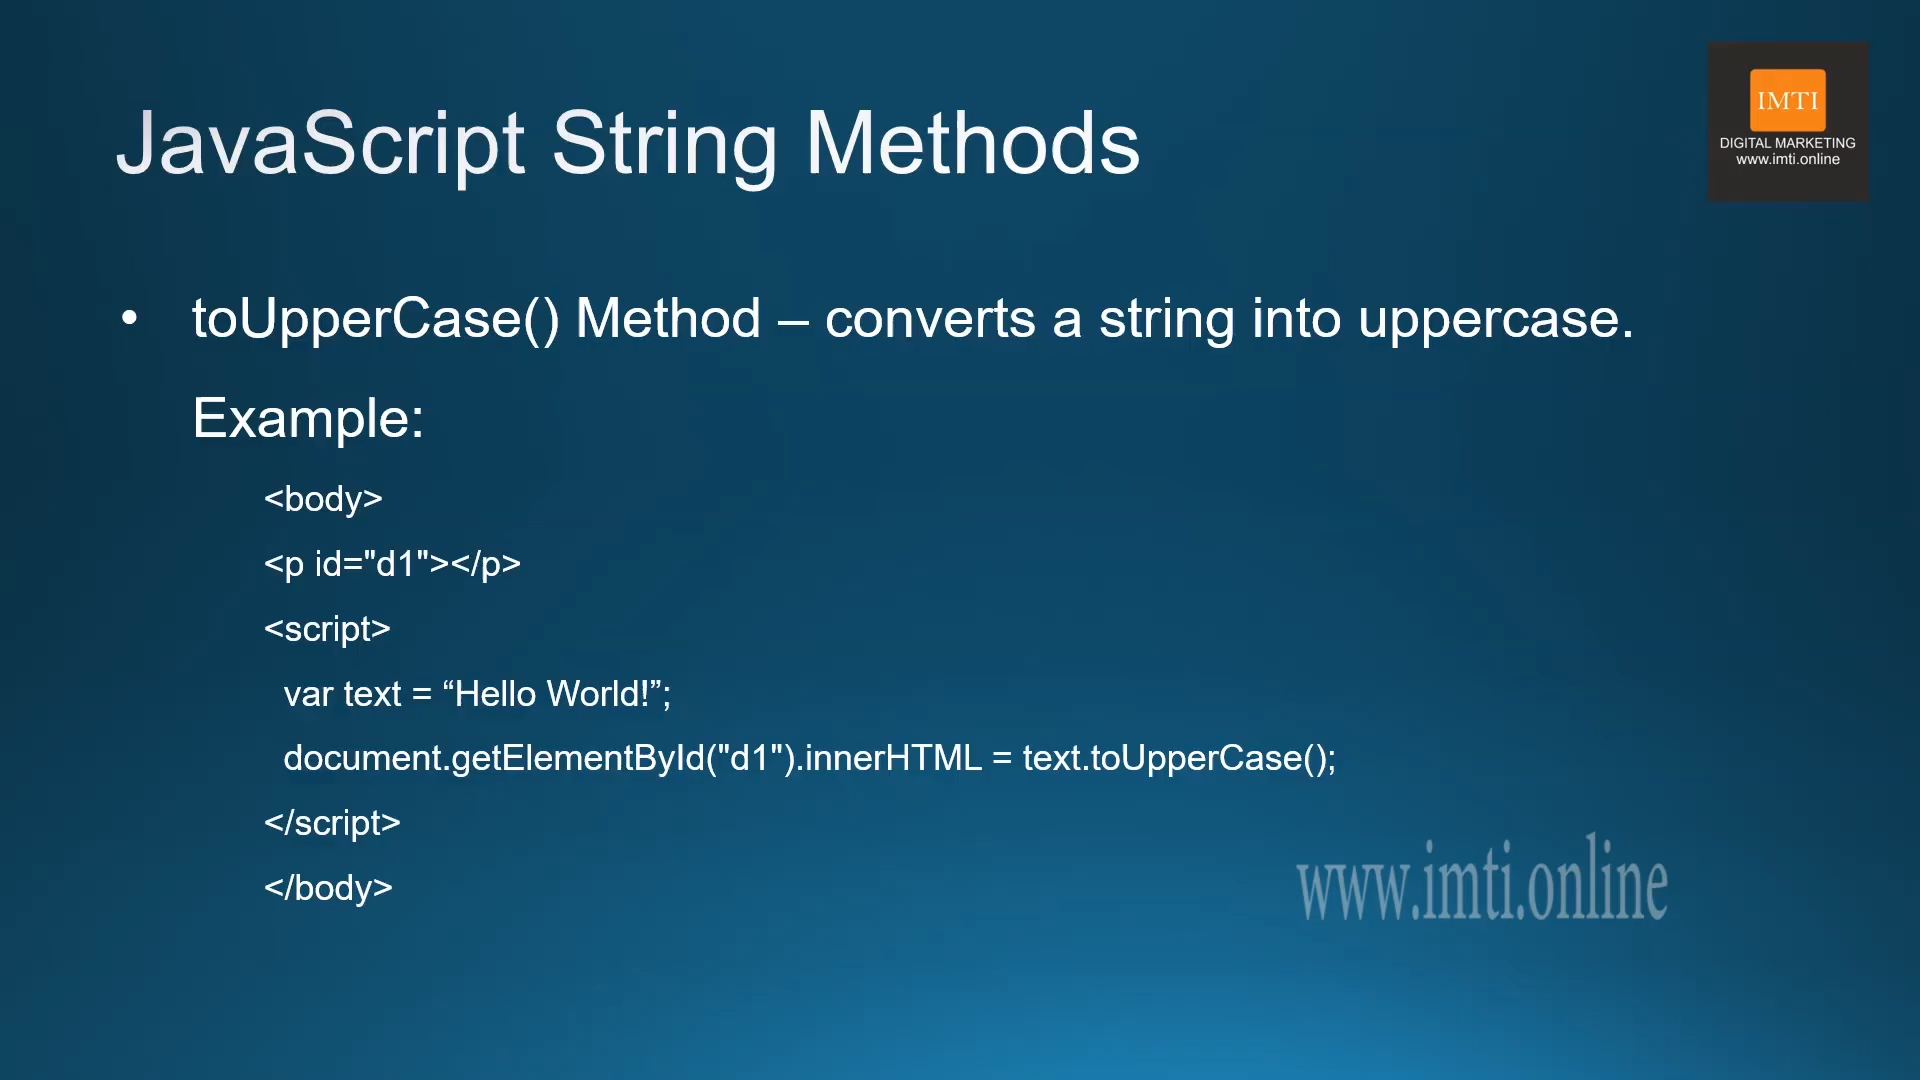 JavaScript String Methods
IMTI
DIGITAL MARKETING
www.imti.online
• toUpperCase() Method – converts a string into uppercase.
Example:
<body>
<p id="d1"></p>
<script>
var text = “Hello World!”;
document.getElementById("d1").innerHTML = text.toUpperCase();
</script>
</body>
www.imti.online